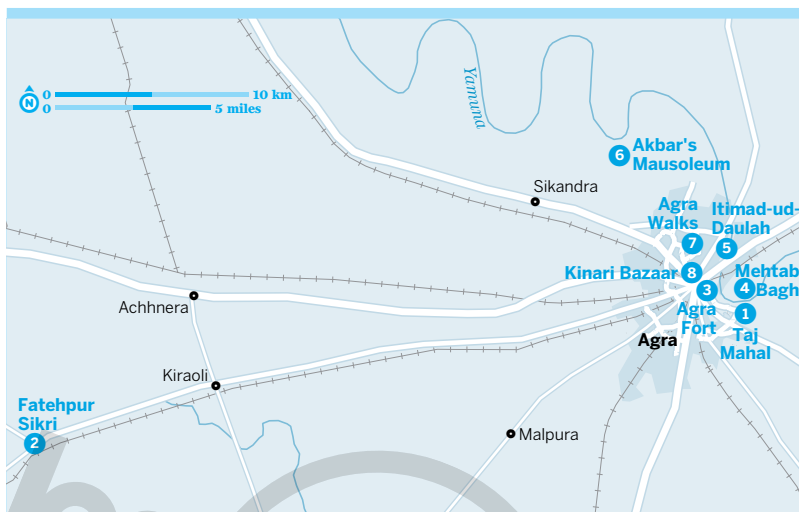 N
0
10 km
0
5 miles
Yamuna
6
Akbar's
Mausoleum
Sikandra
Agra
Walks
7
Itimad-ud-
Daulah
5
Kinari Bazaar
8
Mehtab
Bagh
4
3
Agra
Fort
1
Taj
Mahal
Agra
Achhnera
Kiraoli
Fatehpur
Sikri
2
Malpura